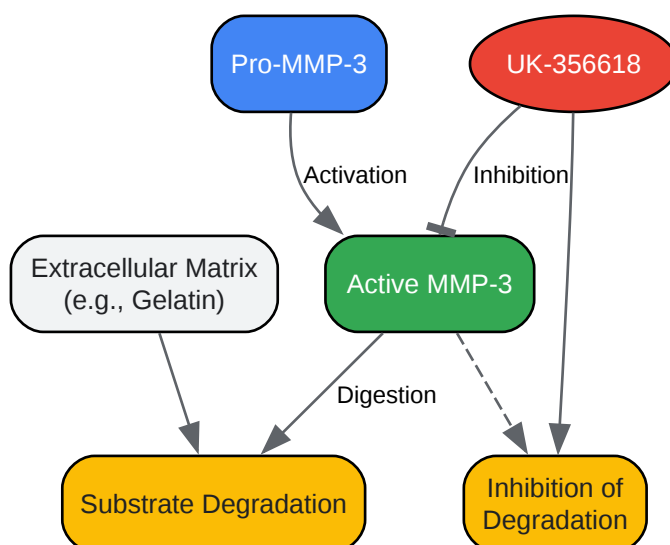 Pro-MMP-3
UK-356618
Activation
Inhibition
Extracellular Matrix
(e.g., Gelatin)
Active MMP-3
Digestion
Substrate Degradation
Inhibition of
Degradation